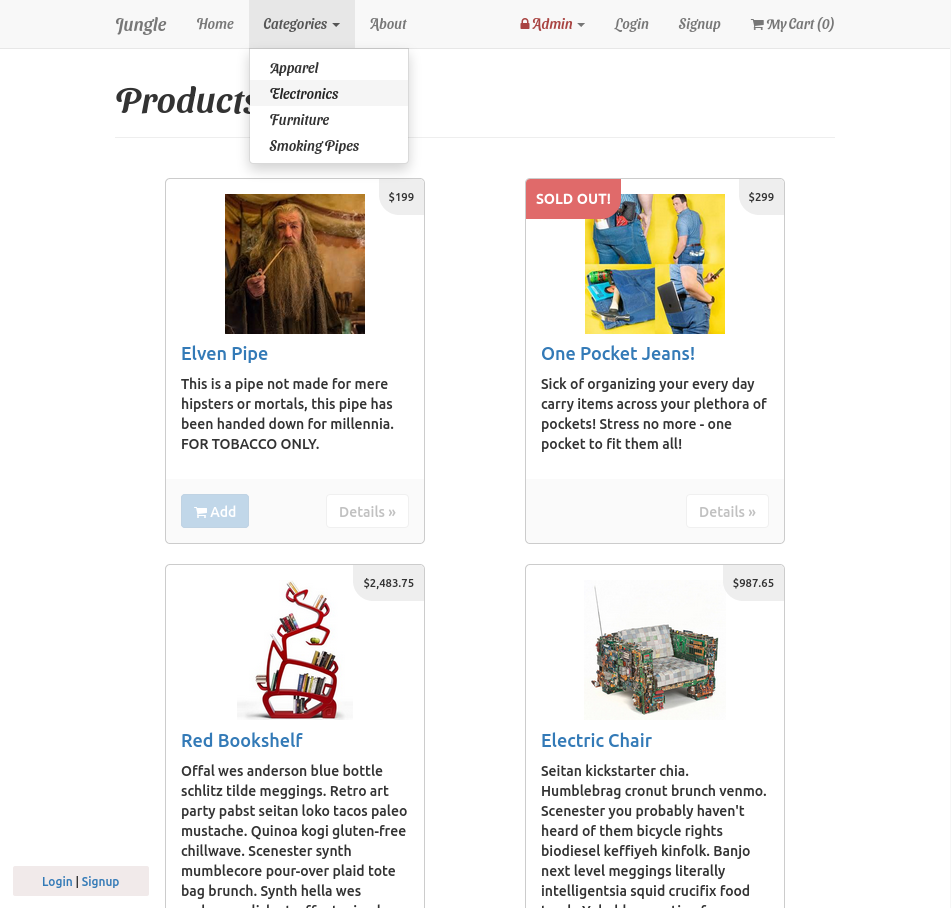 Jungle Home Categories About Admin Login Signup My Cart (0)
Apparel
Electronics
Furniture
Smoking Pipes
Products
$199
Elven Pipe
This is a pipe not made for mere
hipsters or mortals, this pipe has
been handed down for millennia.
FOR TOBACCO ONLY.
Add Details »
SOLD OUT!
$299
One Pocket Jeans!
Sick of organizing your every day
carry items across your plethora of
pockets! Stress no more - one
pocket to fit them all!
Details »
$2,483.75
Red Bookshelf
Offal wes anderson blue bottle
schlitz tilde meggings. Retro art
party pabst seitan loko tacos paleo
mustache. Quinoa kogi gluten-free
chillwave. Scenester synth
mumblecore pour-over plaid tote
bag brunch. Synth hella wes
$987.65
Electric Chair
Seitan kickstarter chia.
Humblebrag cronut brunch venmo.
Scenester you probably haven't
heard of them bicycle rights
biodiesel keffiyeh kinfolk. Banjo
next level meggings literally
intelligentsia squid crucifix food
Login | Signup